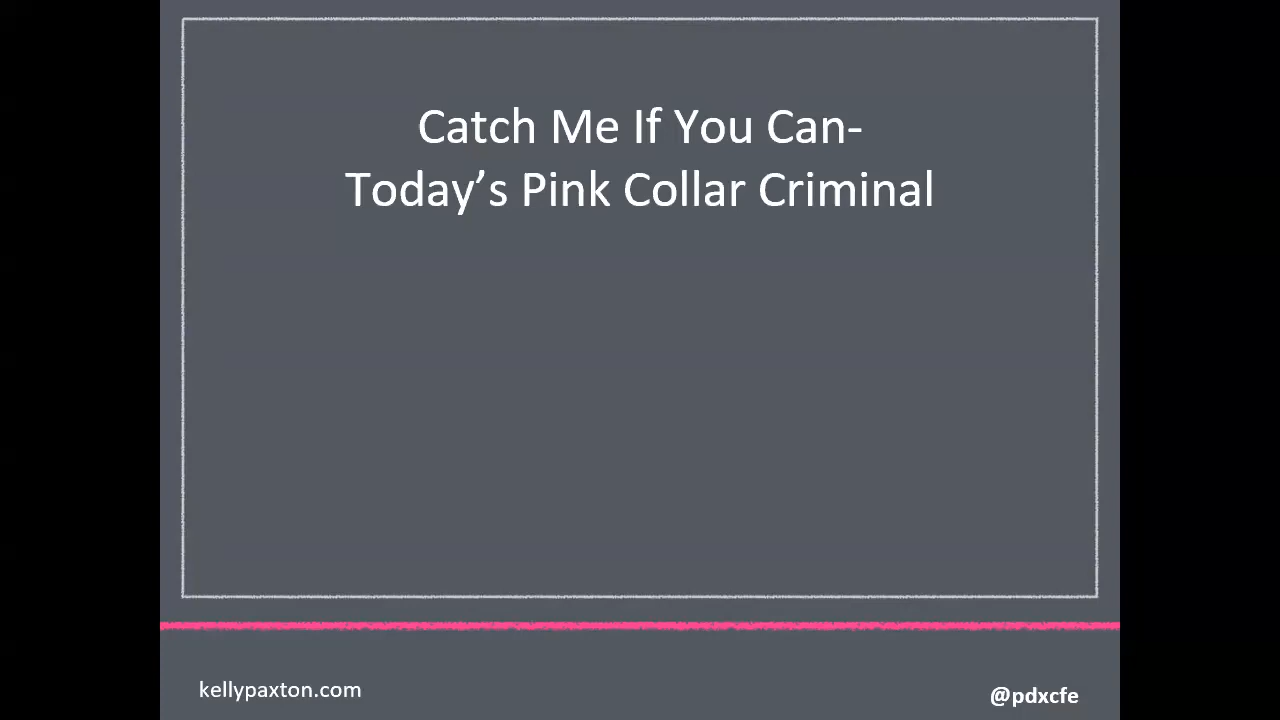 Catch Me If You Can-
Today’s Pink Collar Criminal
kellypaxton.com
@pdxcfe